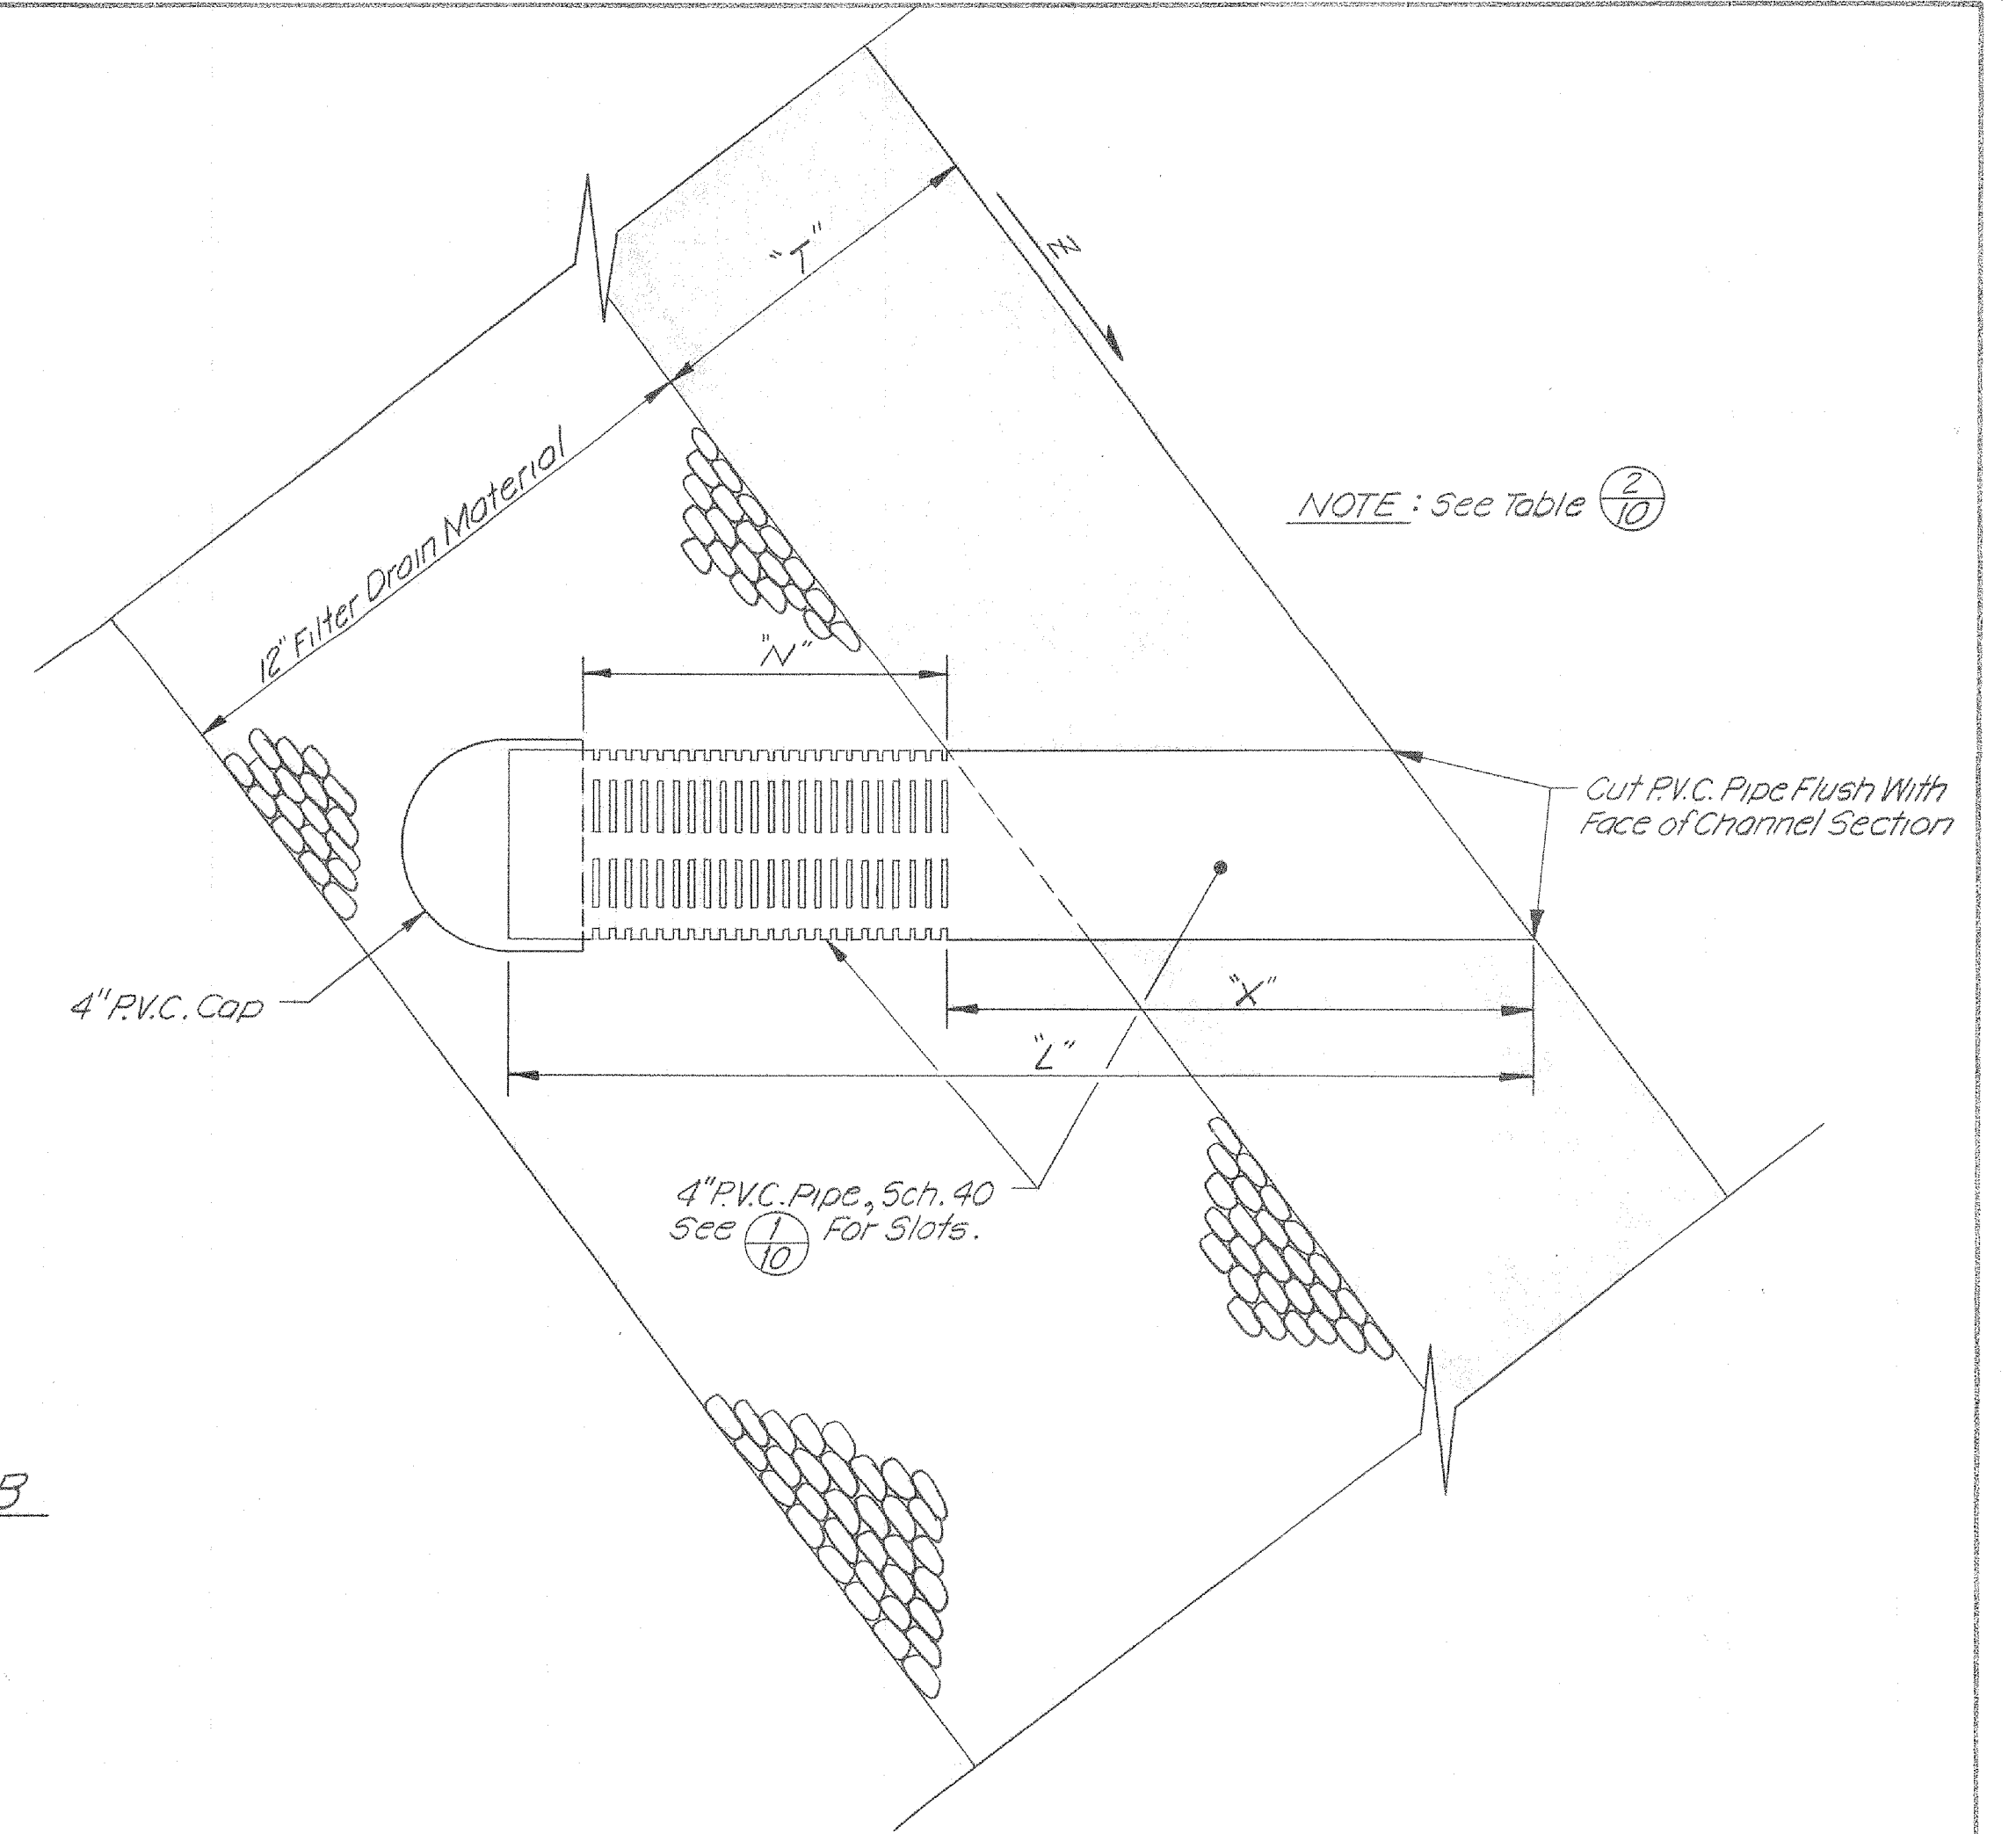 "T"
Z
NOTE: See Table 2/10
12" Filter Drain Material
"N"
Cut P.V.C. Pipe Flush With
Face of Channel Section
4" P.V.C. Cap
"X"
"L"
4" P.V.C. Pipe, Sch. 40
See 1/10 For Slots.
B